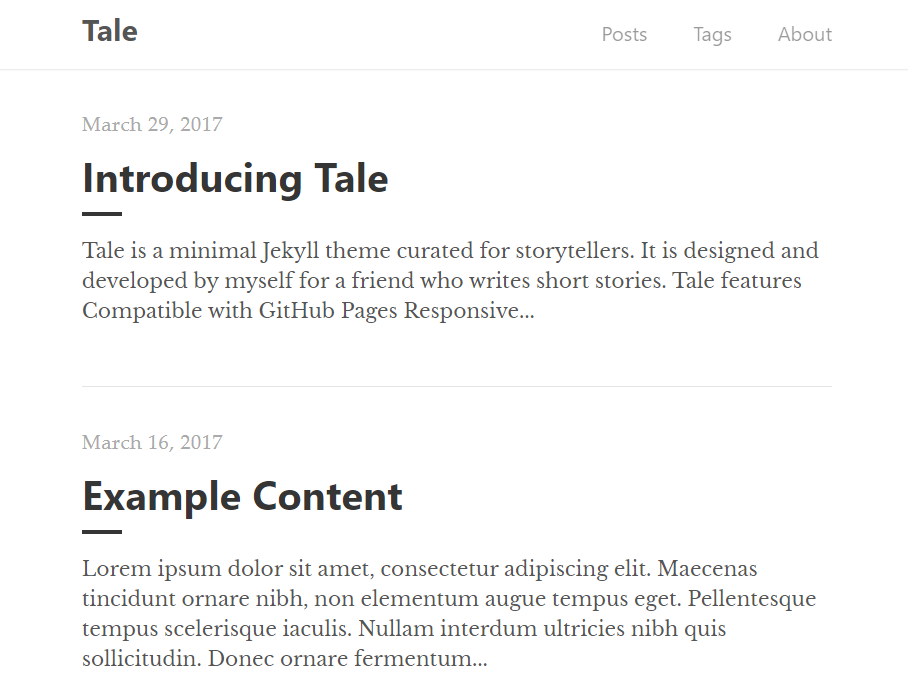 Tale
Posts Tags About
March 29, 2017
Introducing Tale
Tale is a minimal Jekyll theme curated for storytellers. It is designed and
developed by myself for a friend who writes short stories. Tale features
Compatible with GitHub Pages Responsive...
March 16, 2017
Example Content
Lorem ipsum dolor sit amet, consectetur adipiscing elit. Maecenas
tincidunt ornare nibh, non elementum augue tempus eget. Pellentesque
tempus scelerisque iaculis. Nullam interdum ultricies nibh quis
sollicitudin. Donec ornare fermentum...